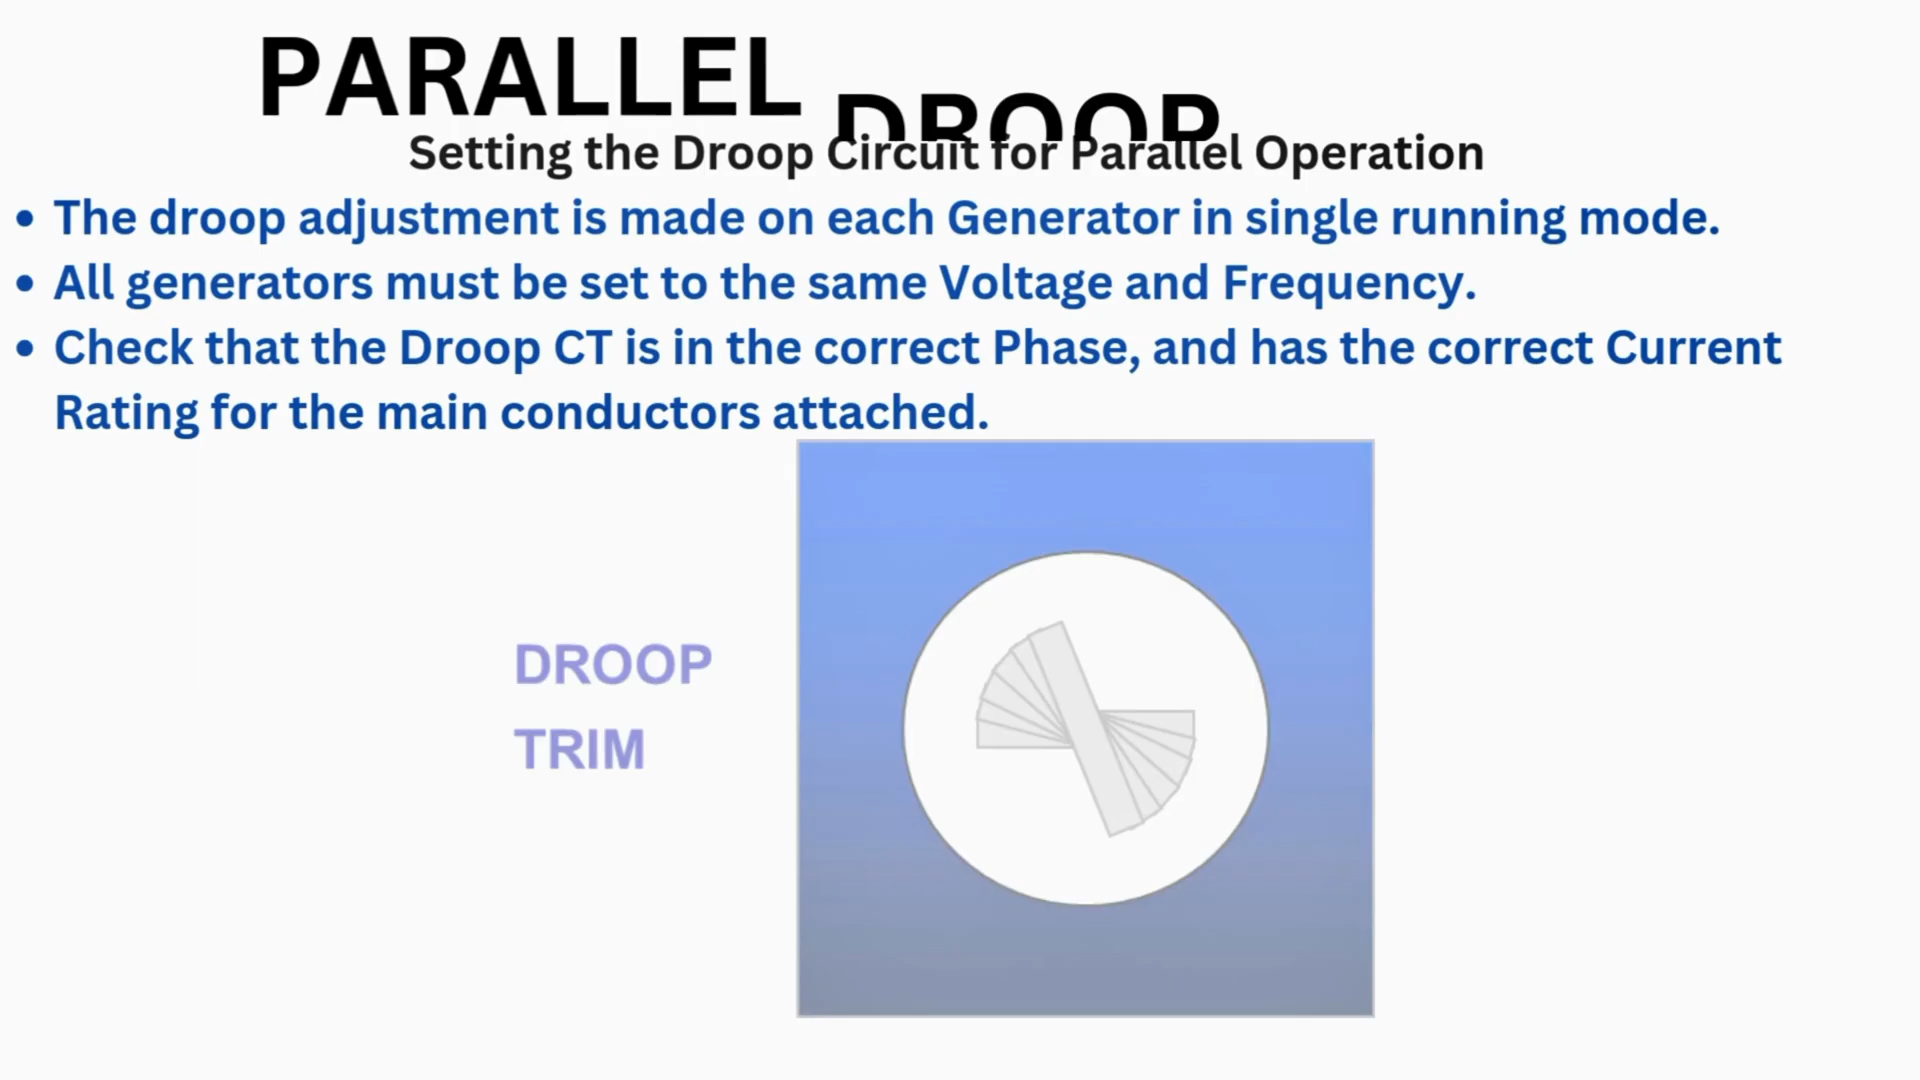 PARALLEL DROOP
Setting the Droop Circuit for Parallel Operation
• The droop adjustment is made on each Generator in single running mode.
• All generators must be set to the same Voltage and Frequency.
• Check that the Droop CT is in the correct Phase, and has the correct Current
Rating for the main conductors attached.
DROOP
TRIM